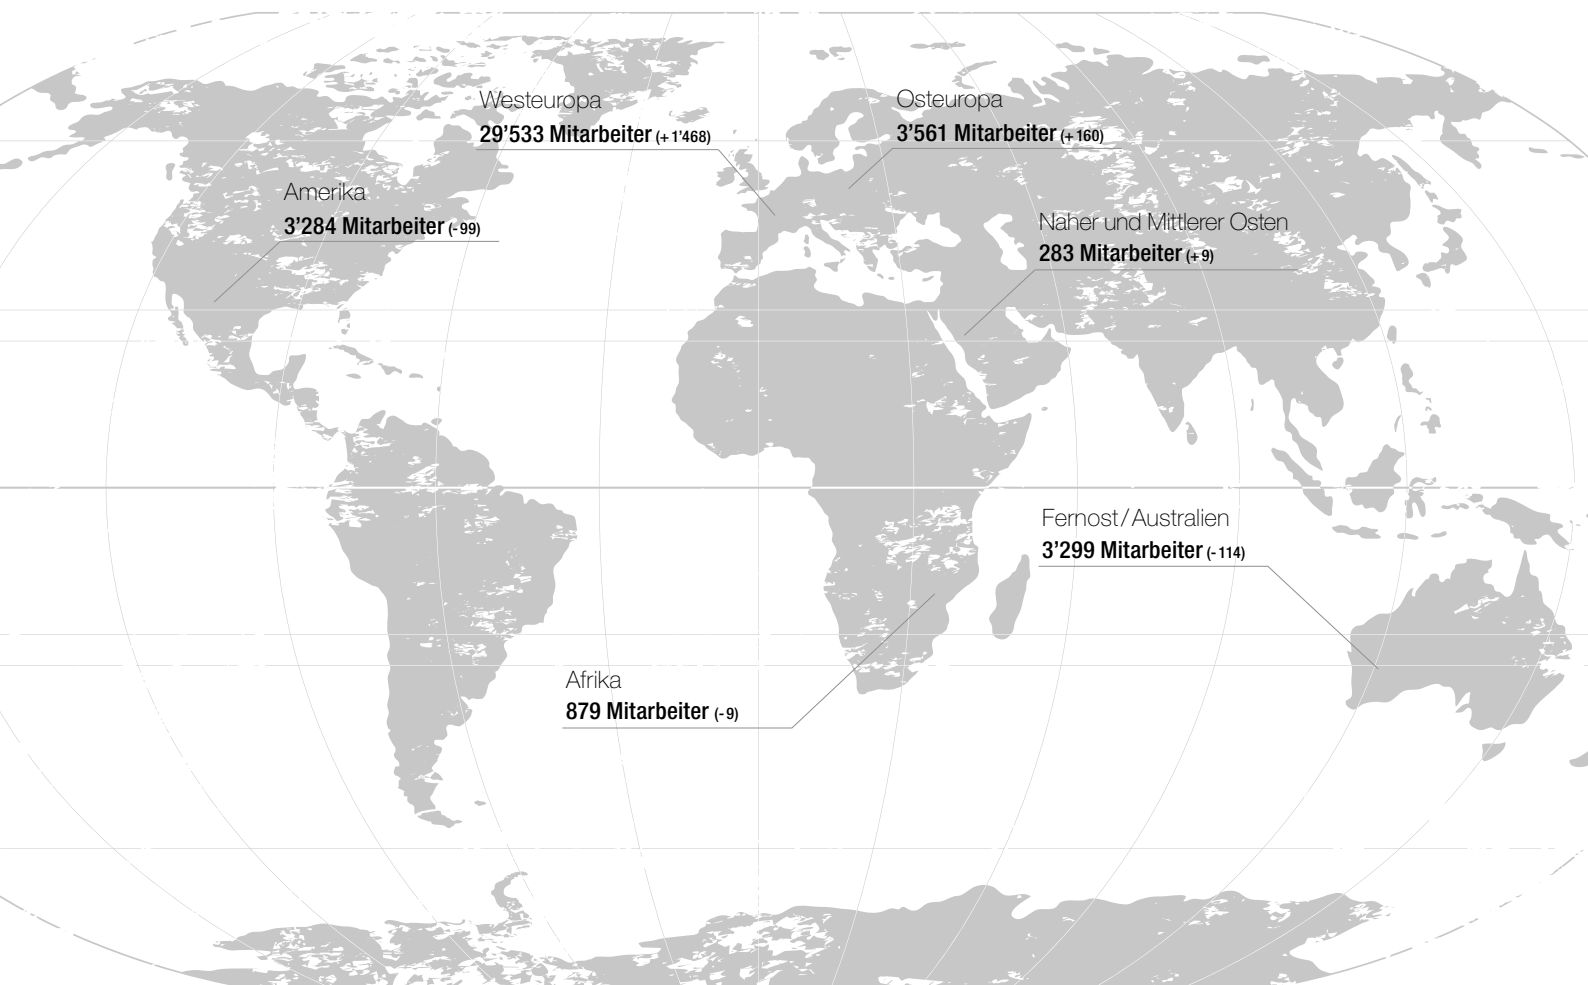 Westeuropa
29’533 Mitarbeiter (+1’468)
Osteuropa
3’561 Mitarbeiter (+160)
Amerika
3’284 Mitarbeiter (-99)
Naher und Mittlerer Osten
283 Mitarbeiter (+9)
Fernost/Australien
3’299 Mitarbeiter (-114)
Afrika
879 Mitarbeiter (-9)